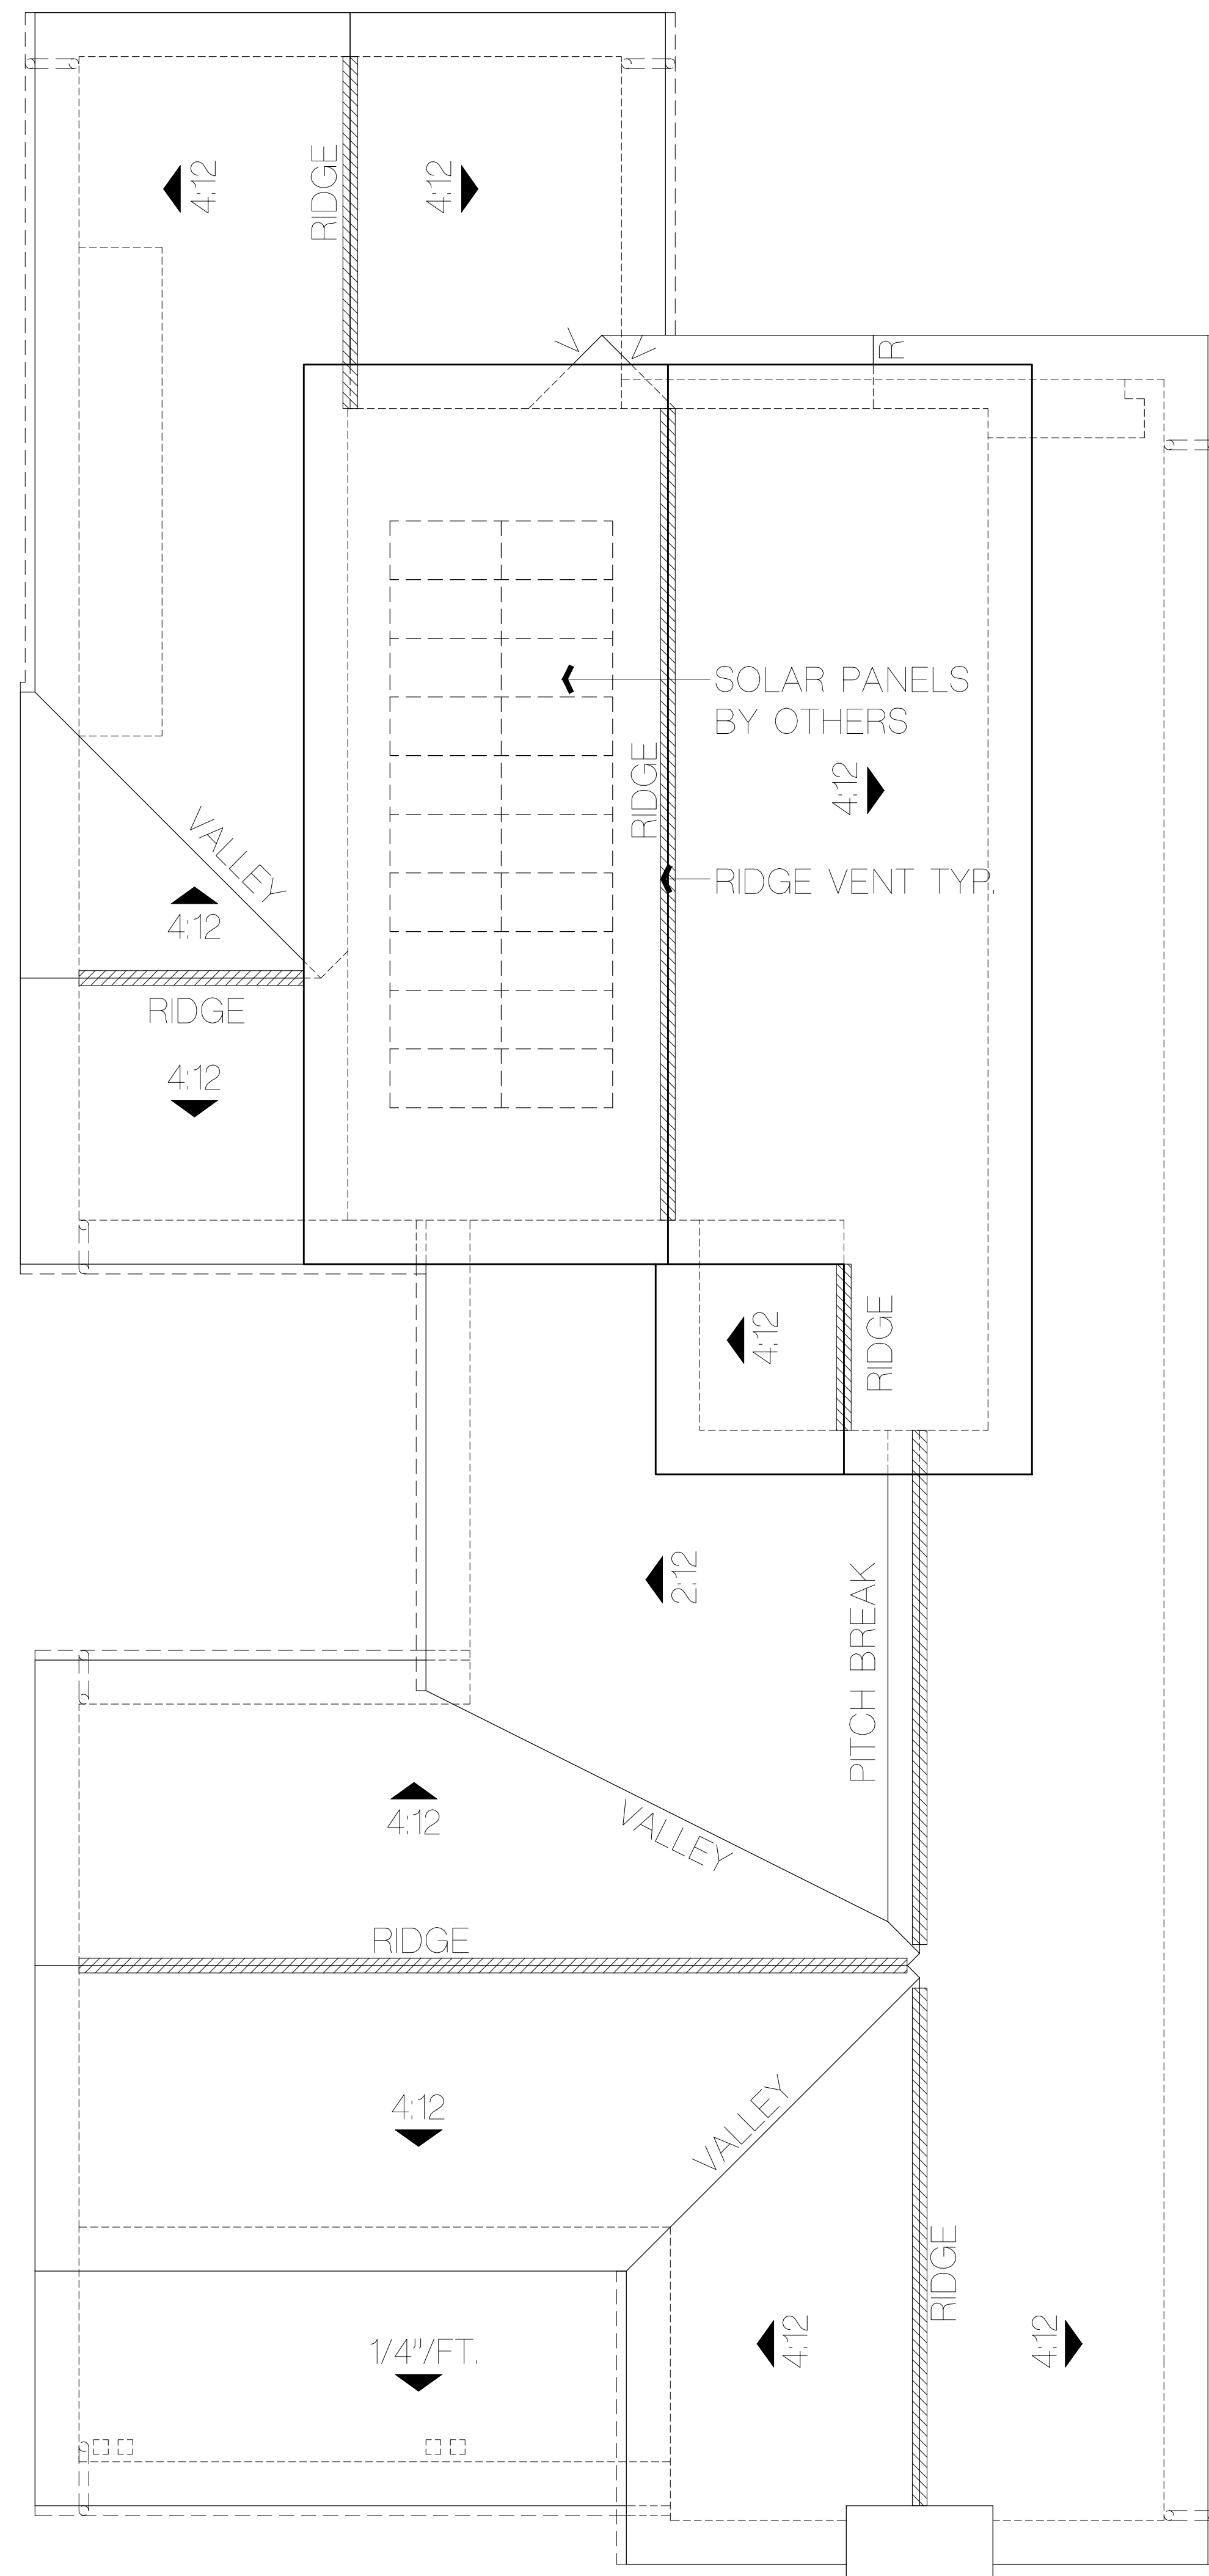 4:12
RIDGE
4:12
V
V
R
SOLAR PANELS
BY OTHERS
RIDGE
4:12
VALLEY
RIDGE VENT TYP.
4:12
RIDGE
4:12
4:12
RIDGE
2:12
PITCH BREAK
4:12
VALLEY
RIDGE
4:12
VALLEY
RIDGE
1/4"/FT.
4:12
4:12